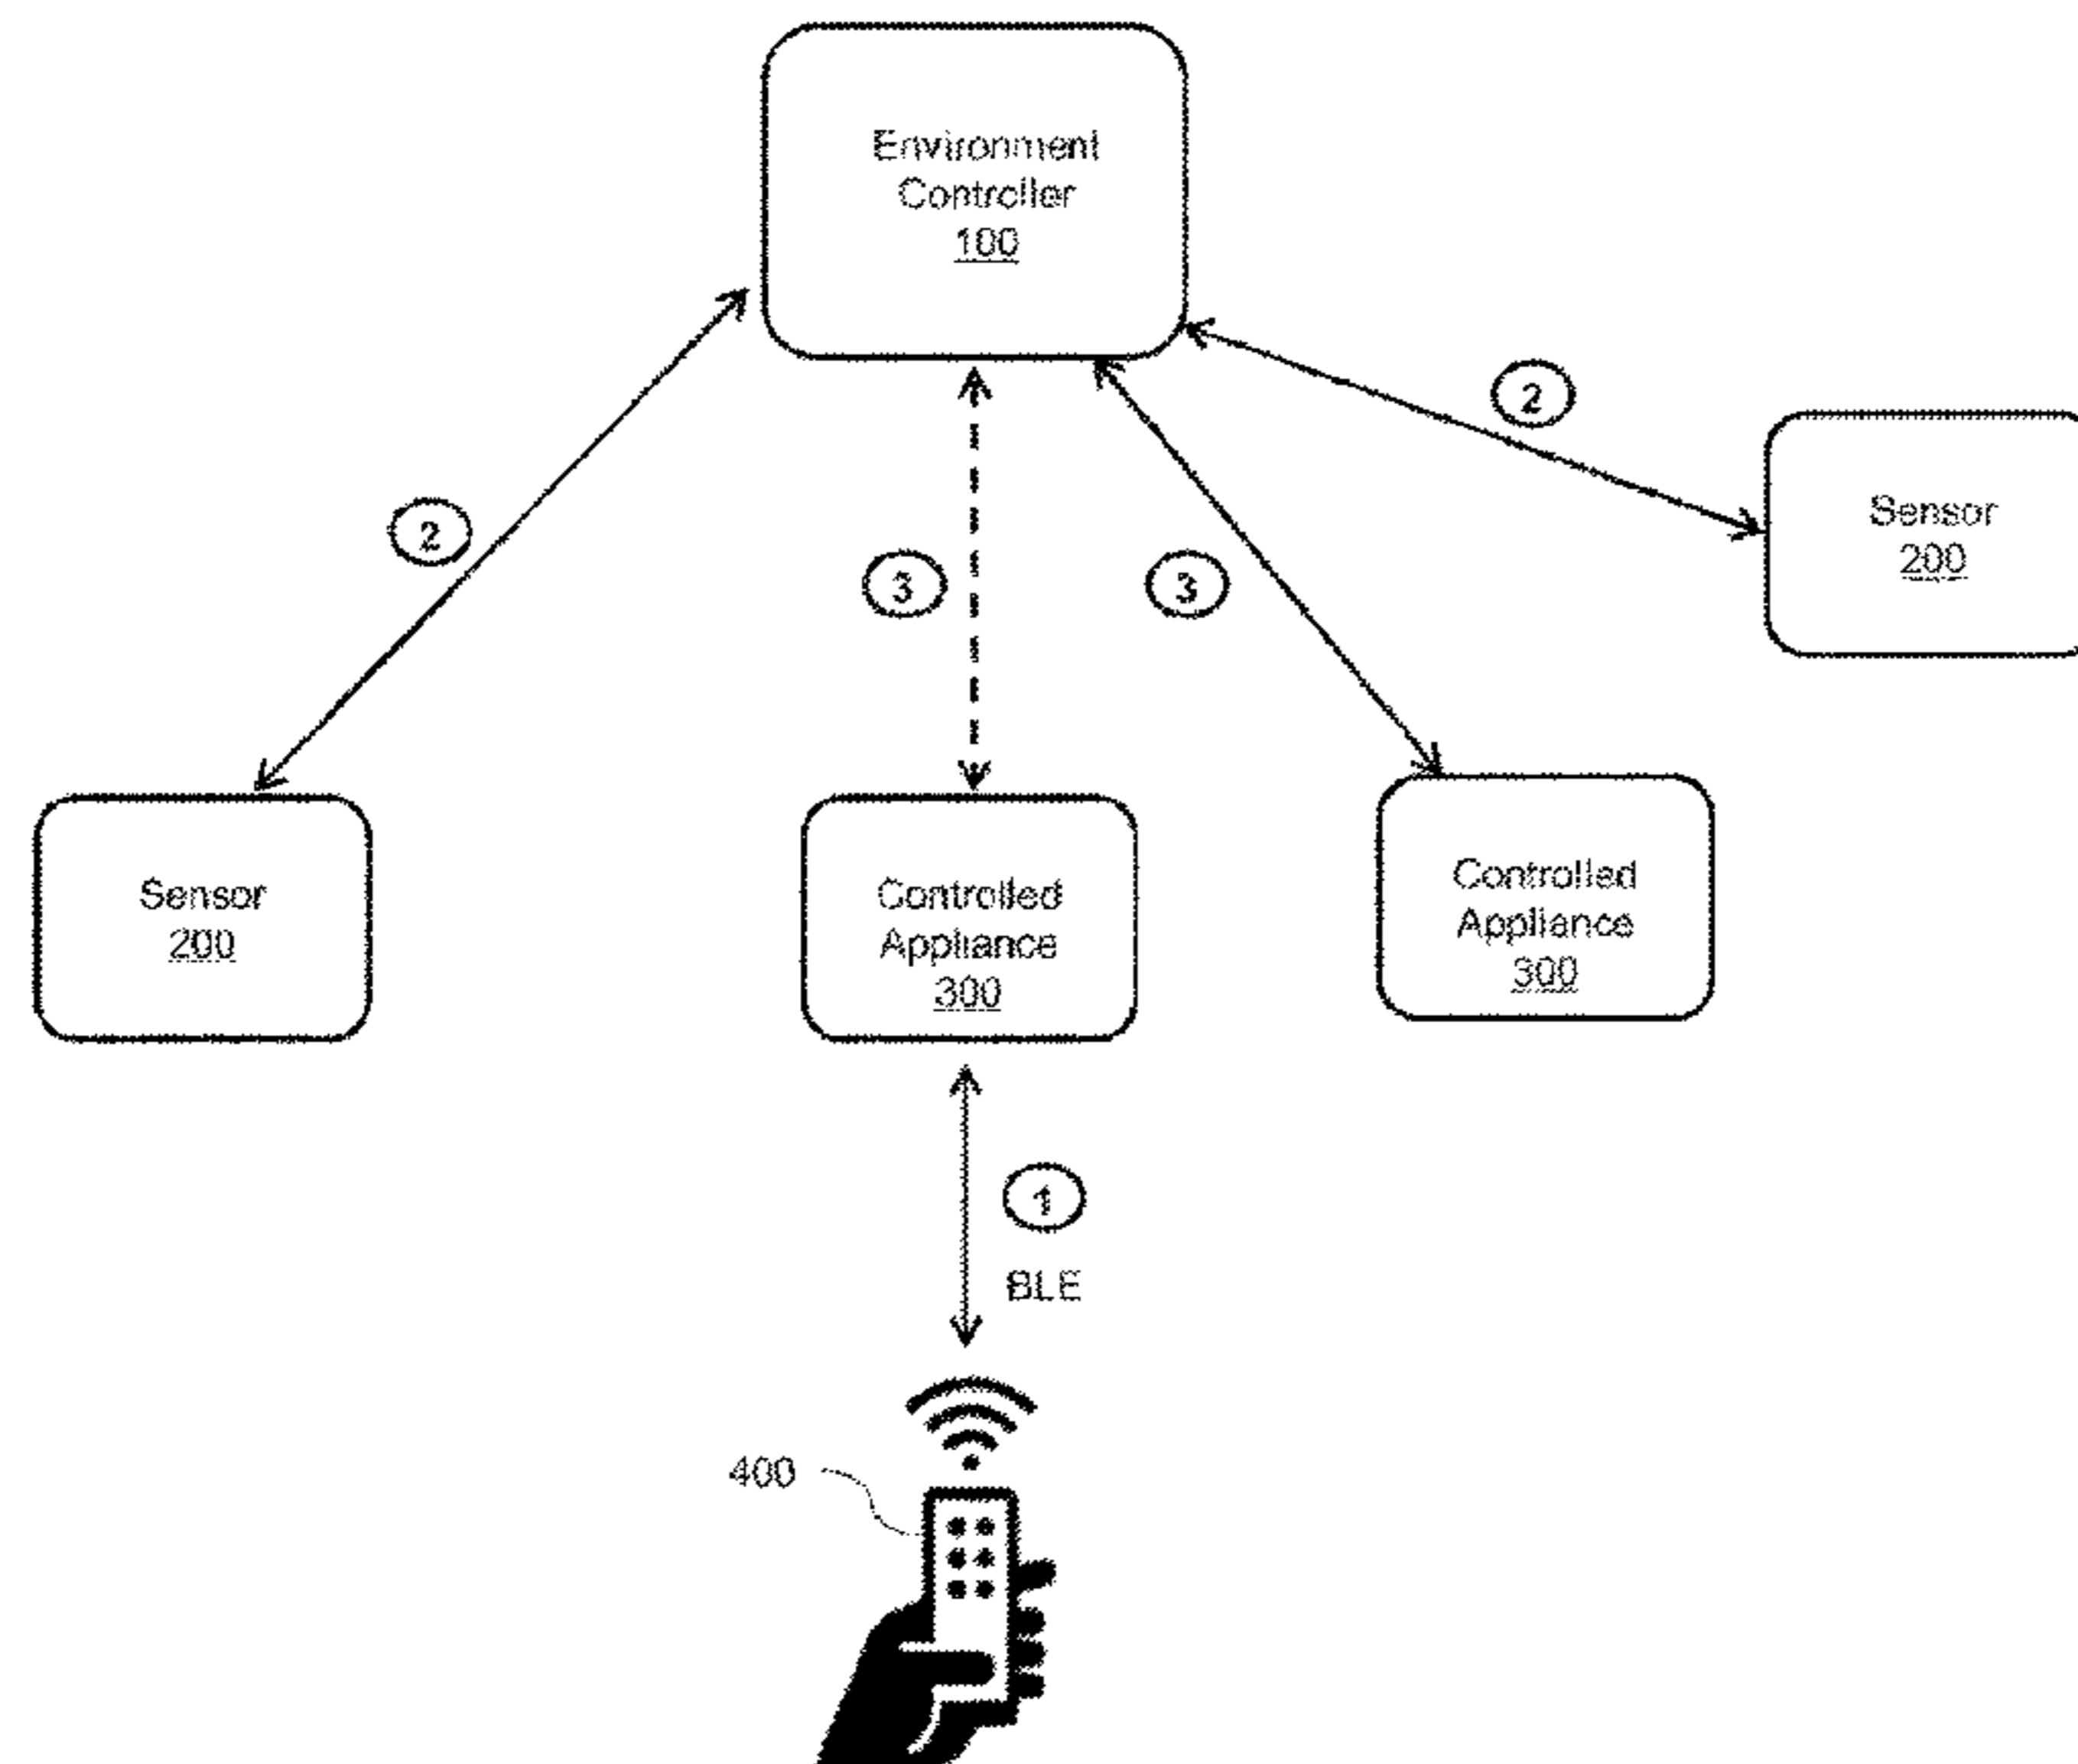 Environment
Controller
100
2
Sensor
200
2
3
3
Sensor
200
Controlled
Appliance
300
Controlled
Appliance
300
1
BLE
400